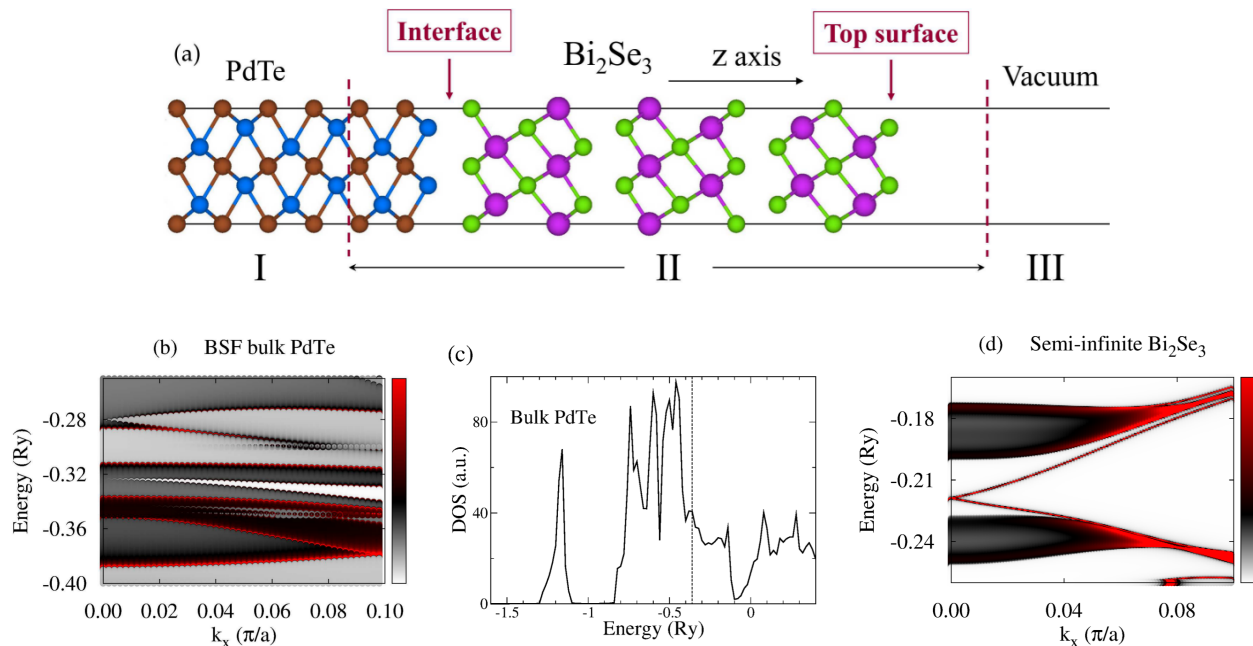 Interface
Top surface
(a)
PdTe
Bi₂Se₃
z axis
Vacuum
I
II
III
(b) BSF bulk PdTe
Energy (Ry)
-0.28
-0.32
-0.36
-0.40
0.00 0.02 0.04 0.06 0.08 0.10
kₓ (π/a)
(c)
Bulk PdTe
DOS (a.u.)
80
40
0
-1.5 -1 -0.5 0
Energy (Ry)
(d) Semi-infinite Bi₂Se₃
Energy (Ry)
-0.18
-0.21
-0.24
0.00 0.04 0.08
kₓ (π/a)